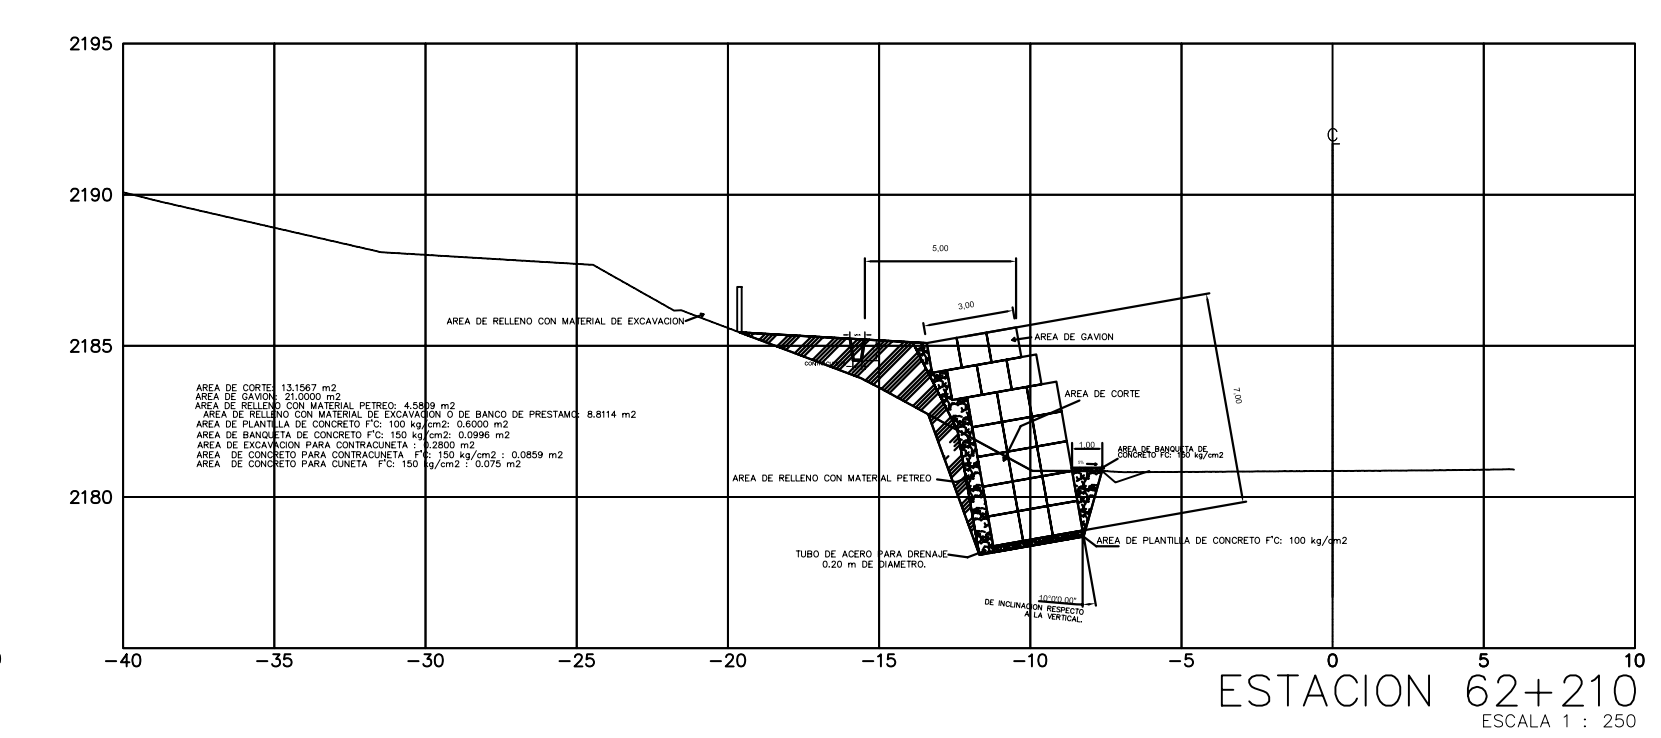 2195
2190
2185
2180
C
5,00
3,00
7,00
1,00
AREA DE RELLENO CON MATERIAL DE EXCAVACION
AREA DE GAVION
AREA DE CORTE
AREA DE BANQUETA DE
CONCRETO FC: 150 kg/cm2
AREA DE CORTE: 13.1567 m2
AREA DE GAVION: 21.0000 m2
AREA DE RELLENO CON MATERIAL PETREO: 4.5809 m2
AREA DE RELLENO CON MATERIAL DE EXCAVACION O DE BANCO DE PRESTAMO: 8.8114 m2
AREA DE PLANTILLA DE CONCRETO F'C: 100 kg/cm2: 0.6000 m2
AREA DE BANQUETA DE CONCRETO F'C: 150 kg/cm2: 0.0996 m2
AREA DE EXCAVACION PARA CONTRACUNETA : 0.2800 m2
AREA DE CONCRETO PARA CONTRACUNETA F'C: 150 kg/cm2 : 0.0859 m2
AREA DE CONCRETO PARA CUNETA F'C: 150 kg/cm2 : 0.075 m2
AREA DE RELLENO CON MATERIAL PETREO
AREA DE PLANTILLA DE CONCRETO F'C: 100 kg/cm2
TUBO DE ACERO PARA DRENAJE
0.20 m DE DIAMETRO.
10°0'0.00"
DE INCLINACION RESPECTO
A LA VERTICAL.
-40 -35 -30 -25 -20 -15 -10 -5 0 5 10
ESTACION 62+210
ESCALA 1 : 250